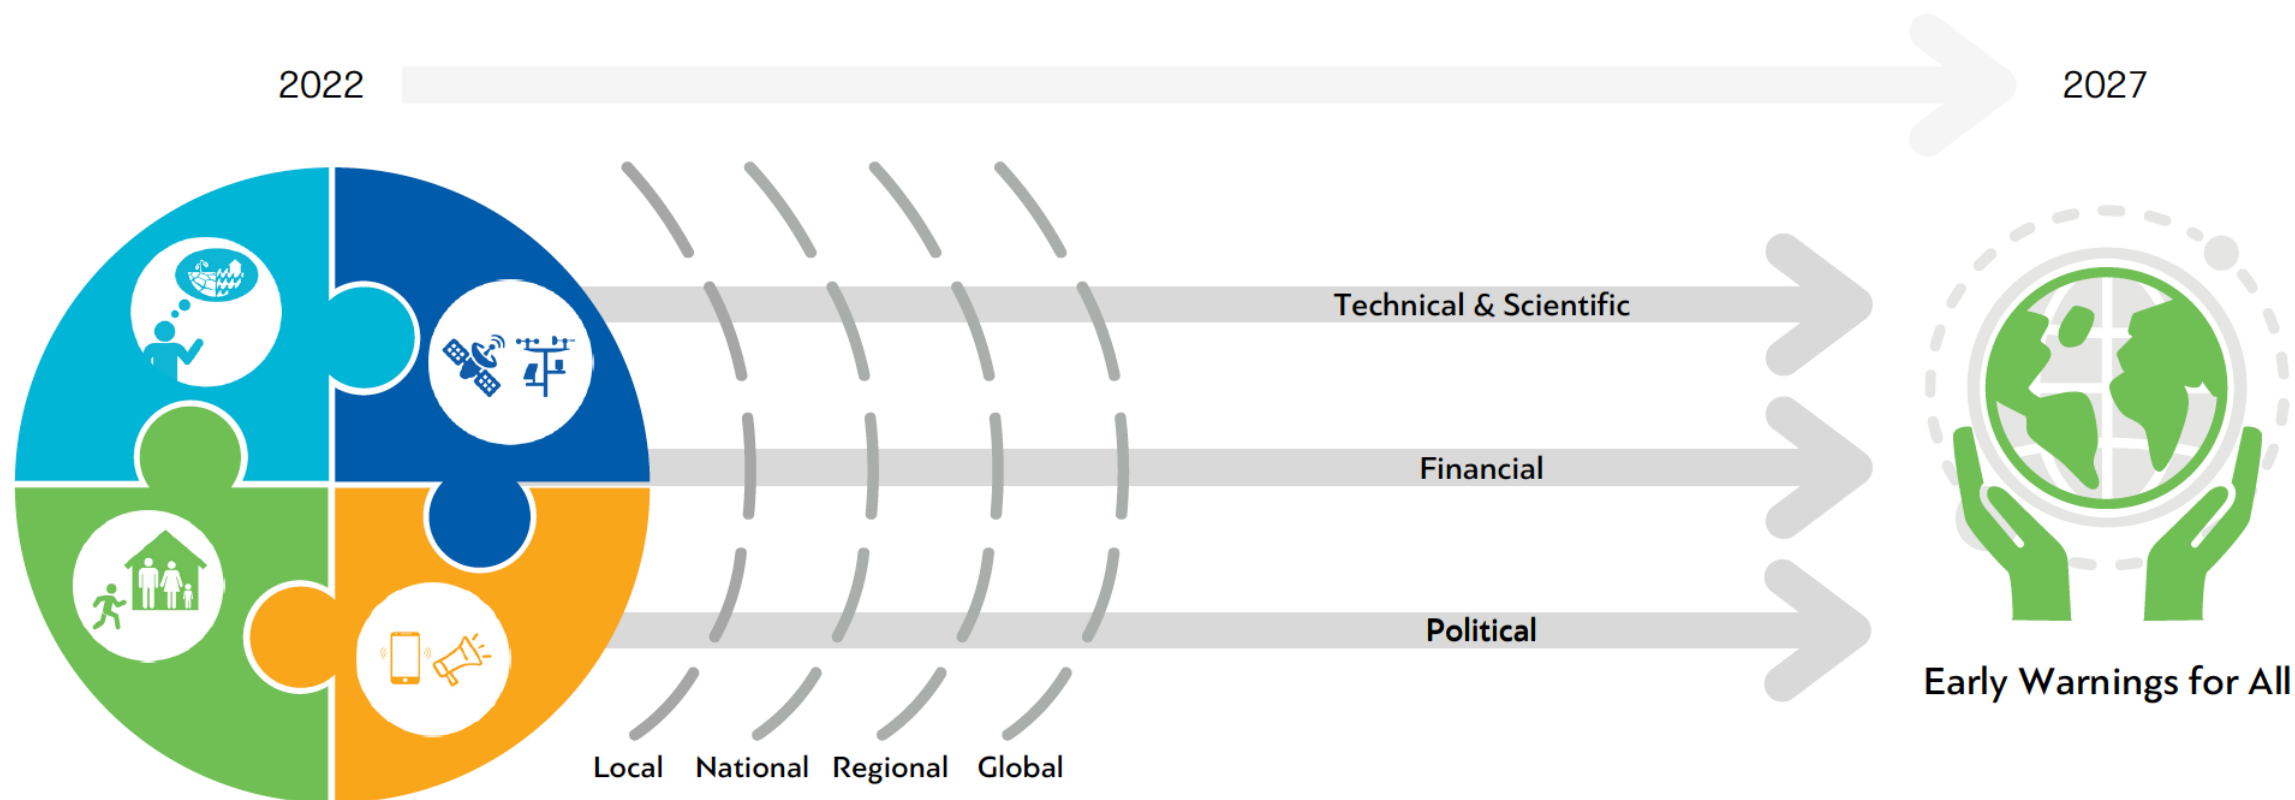 2022
2027
Technical & Scientific
Financial
Political
Early Warnings for All
Local National Regional Global